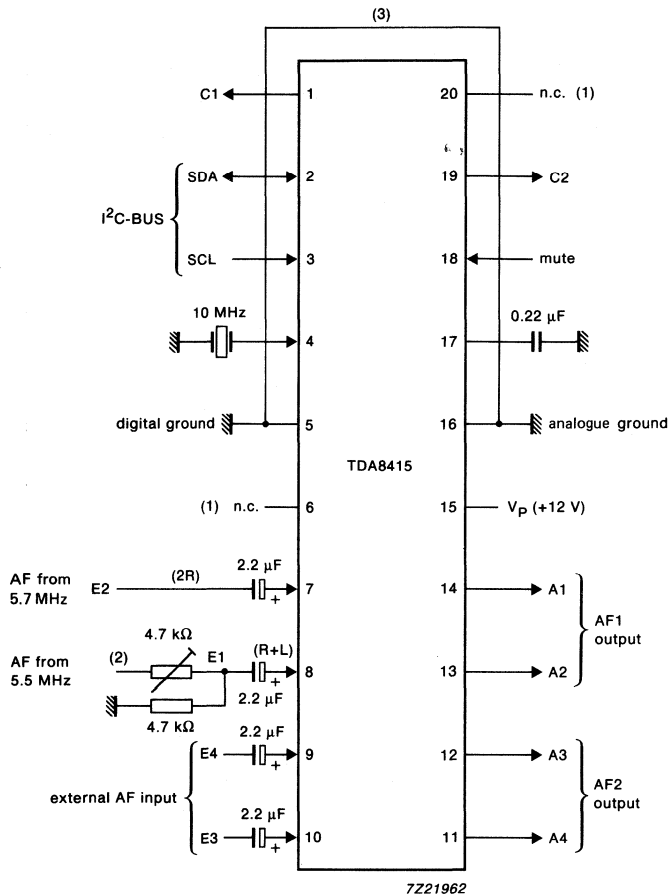 (3)
C1 1 20 n.c. (1)
SDA 2 19 C2
I²C-BUS
SCL 3 18 mute
10 MHz 0.22 µF
4 17
digital ground 5 16 analogue ground
TDA8415
(1) n.c. 6 15 Vp (+12 V)
2.2 µF
AF from 5.7 MHz E2 (2R) + 7 14 A1
AF1 output
4.7 kΩ
AF from 5.5 MHz (2) E1 (R+L) + 8 13 A2
2.2 µF
4.7 kΩ
2.2 µF
E4 + 9 12 A3
external AF input
AF2 output
2.2 µF
E3 + 10 11 A4
7Z21962